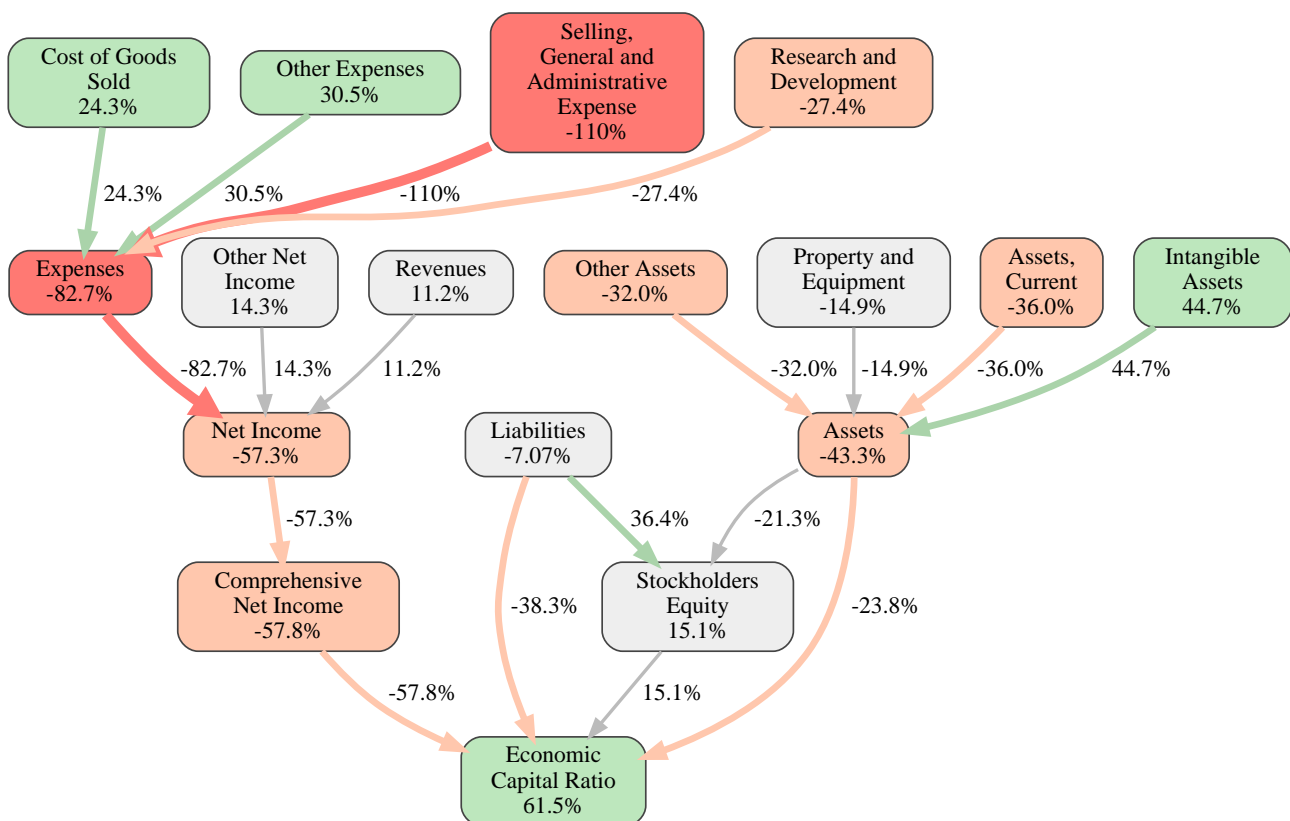 Cost of Goods
Sold
24.3%
Other Expenses
30.5%
Selling,
General and
Administrative
Expense
-110%
Research and
Development
-27.4%
24.3%
30.5%
-110%
-27.4%
Expenses
-82.7%
Other Net
Income
14.3%
Revenues
11.2%
Other Assets
-32.0%
Property and
Equipment
-14.9%
Assets,
Current
-36.0%
Intangible
Assets
44.7%
-82.7%
14.3%
11.2%
-32.0%
-14.9%
-36.0%
44.7%
Net Income
-57.3%
Liabilities
-7.07%
Assets
-43.3%
-57.3%
36.4%
-21.3%
Comprehensive
Net Income
-57.8%
-38.3%
Stockholders
Equity
15.1%
-23.8%
-57.8%
15.1%
Economic
Capital Ratio
61.5%